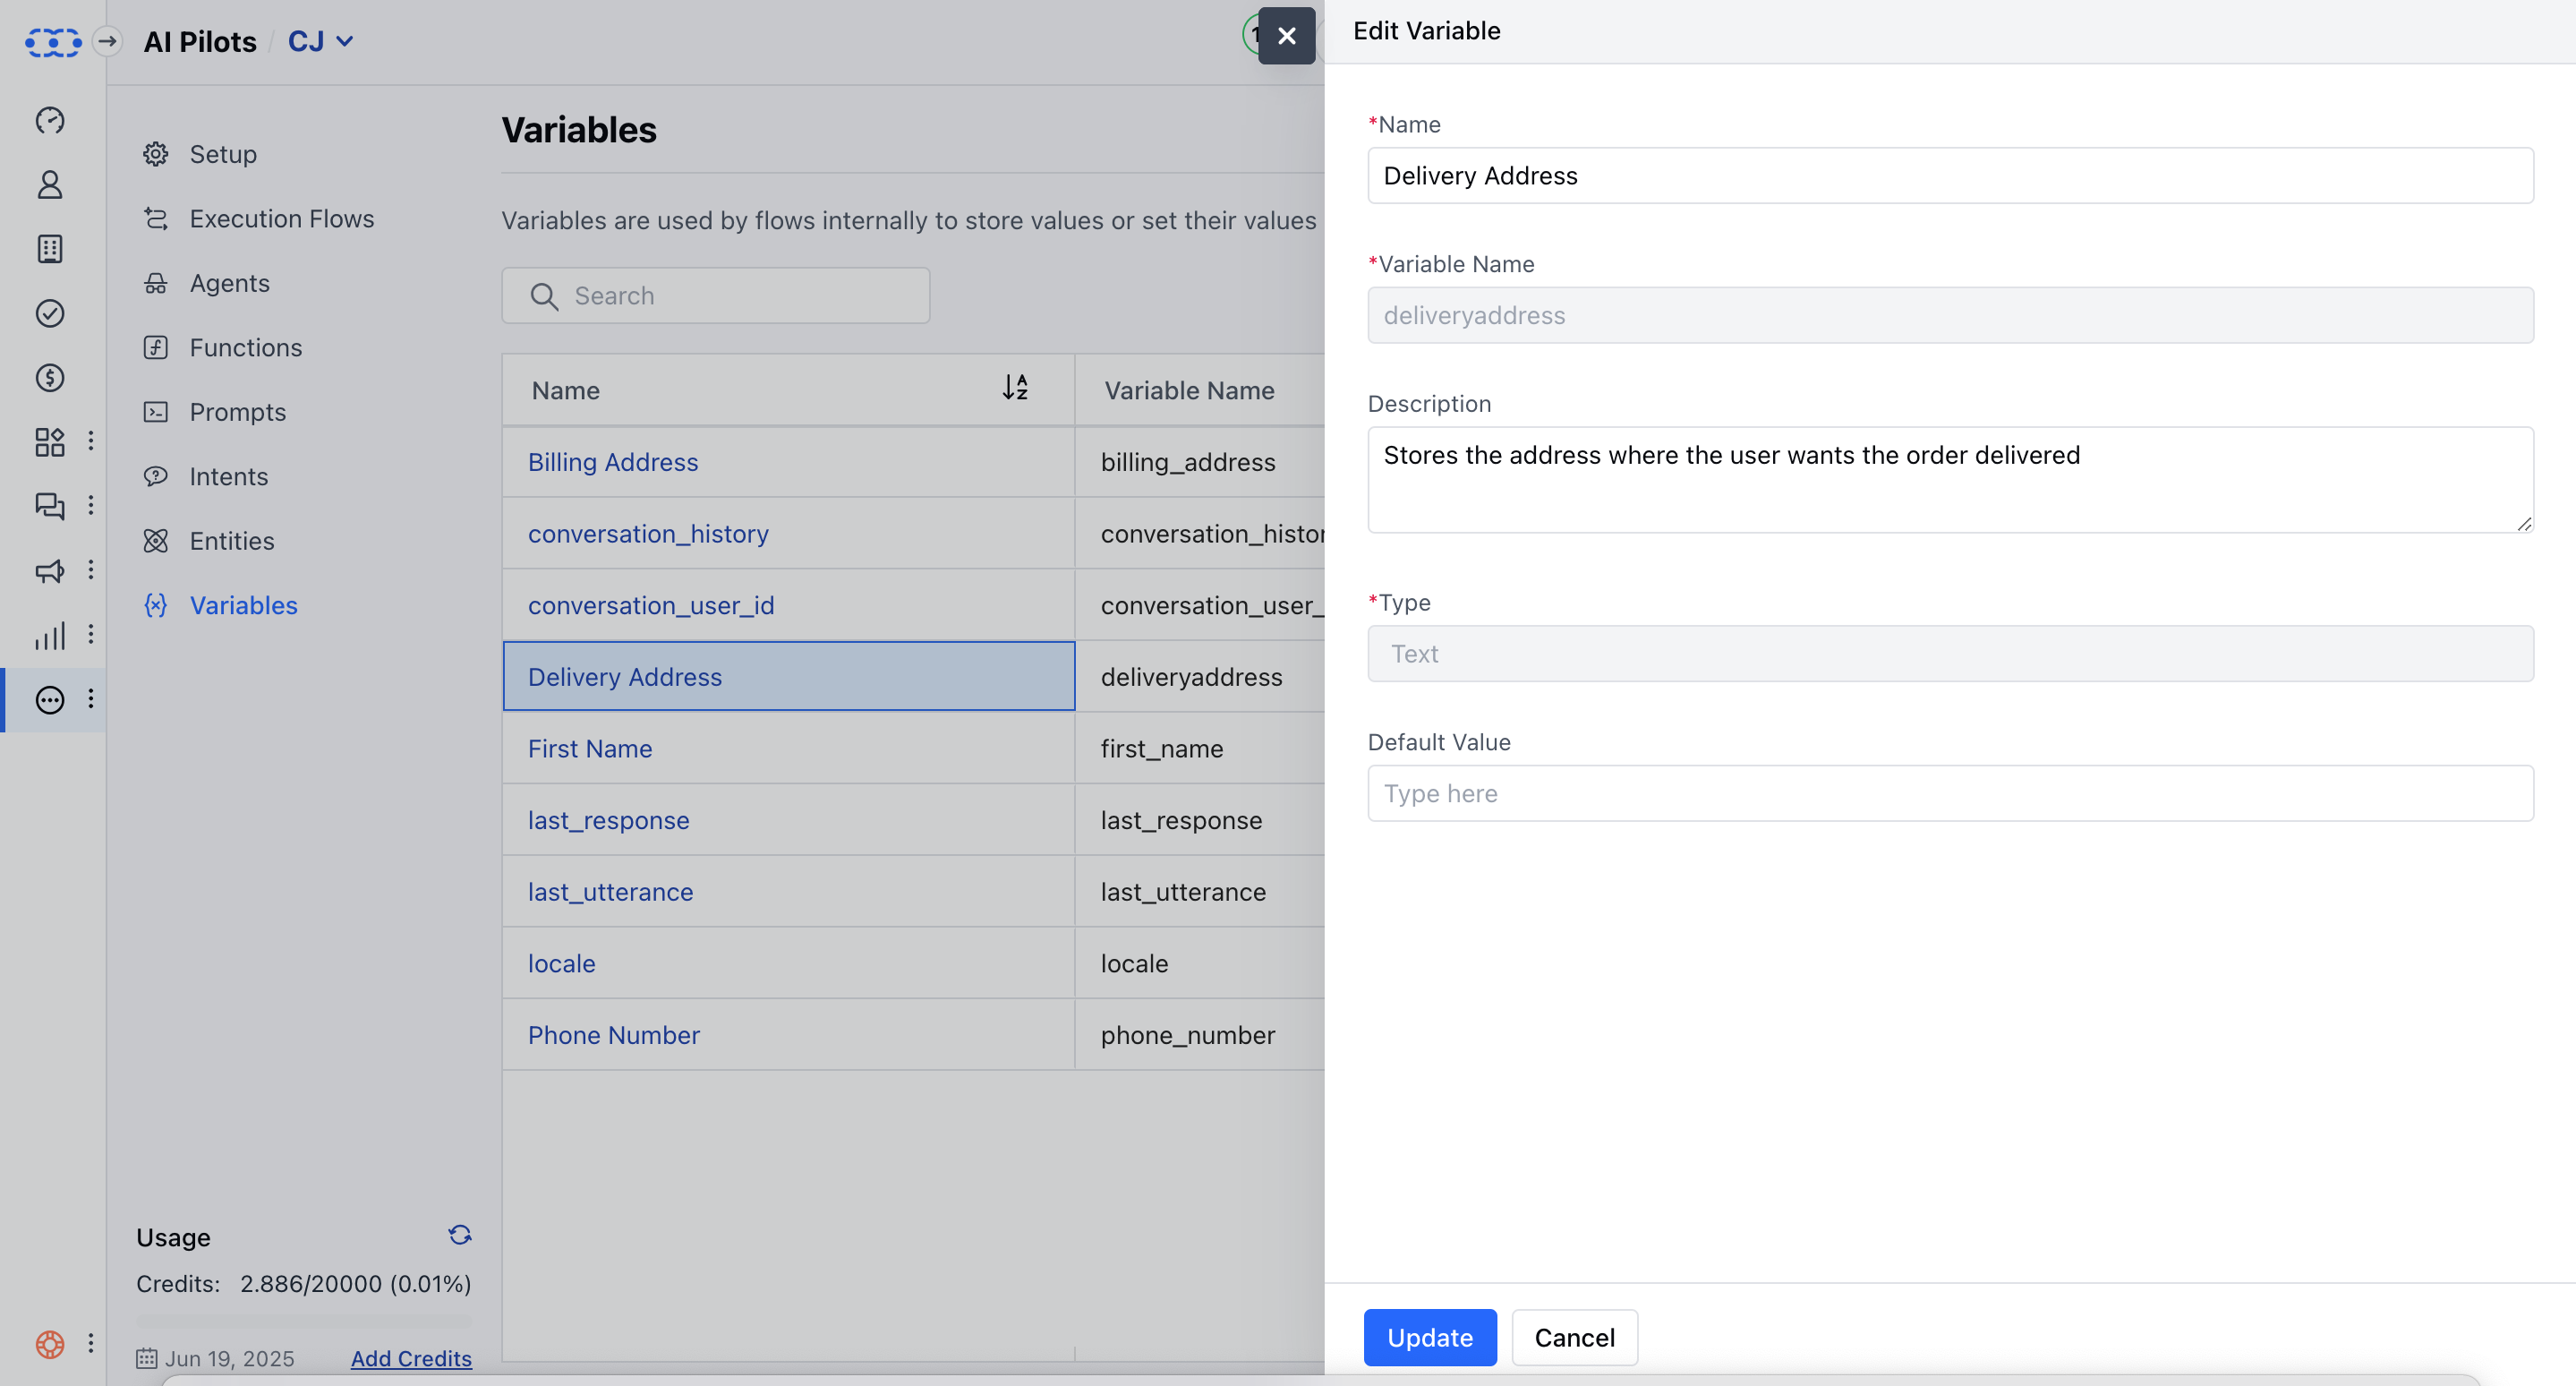 AI Pilots / CJ
Setup
Execution Flows
Agents
Functions
Prompts
Intents
Entities
Variables
Usage
Credits: 2.886/20000 (0.01%)
Jun 19, 2025 Add Credits
Variables
Variables are used by flows internally to store values or set their values
Search
Name Variable Name
Billing Address billing_address
conversation_history conversation_histor
conversation_user_id conversation_user_
Delivery Address deliveryaddress
First Name first_name
last_response last_response
last_utterance last_utterance
locale locale
Phone Number phone_number
Edit Variable
*Name
Delivery Address
*Variable Name
deliveryaddress
Description
Stores the address where the user wants the order delivered
*Type
Text
Default Value
Type here
Update Cancel